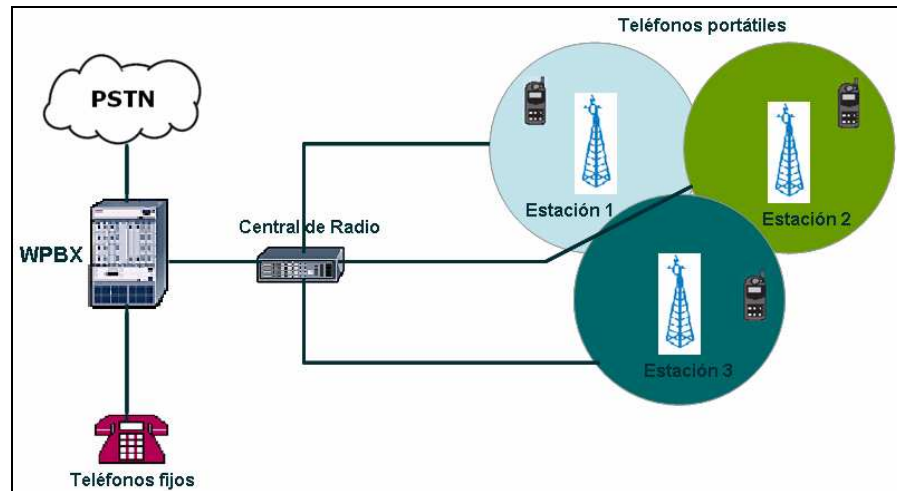 Teléfonos portátiles
PSTN
Estación 1
Estación 2
Central de Radio
WPBX
Estación 3
Teléfonos fijos